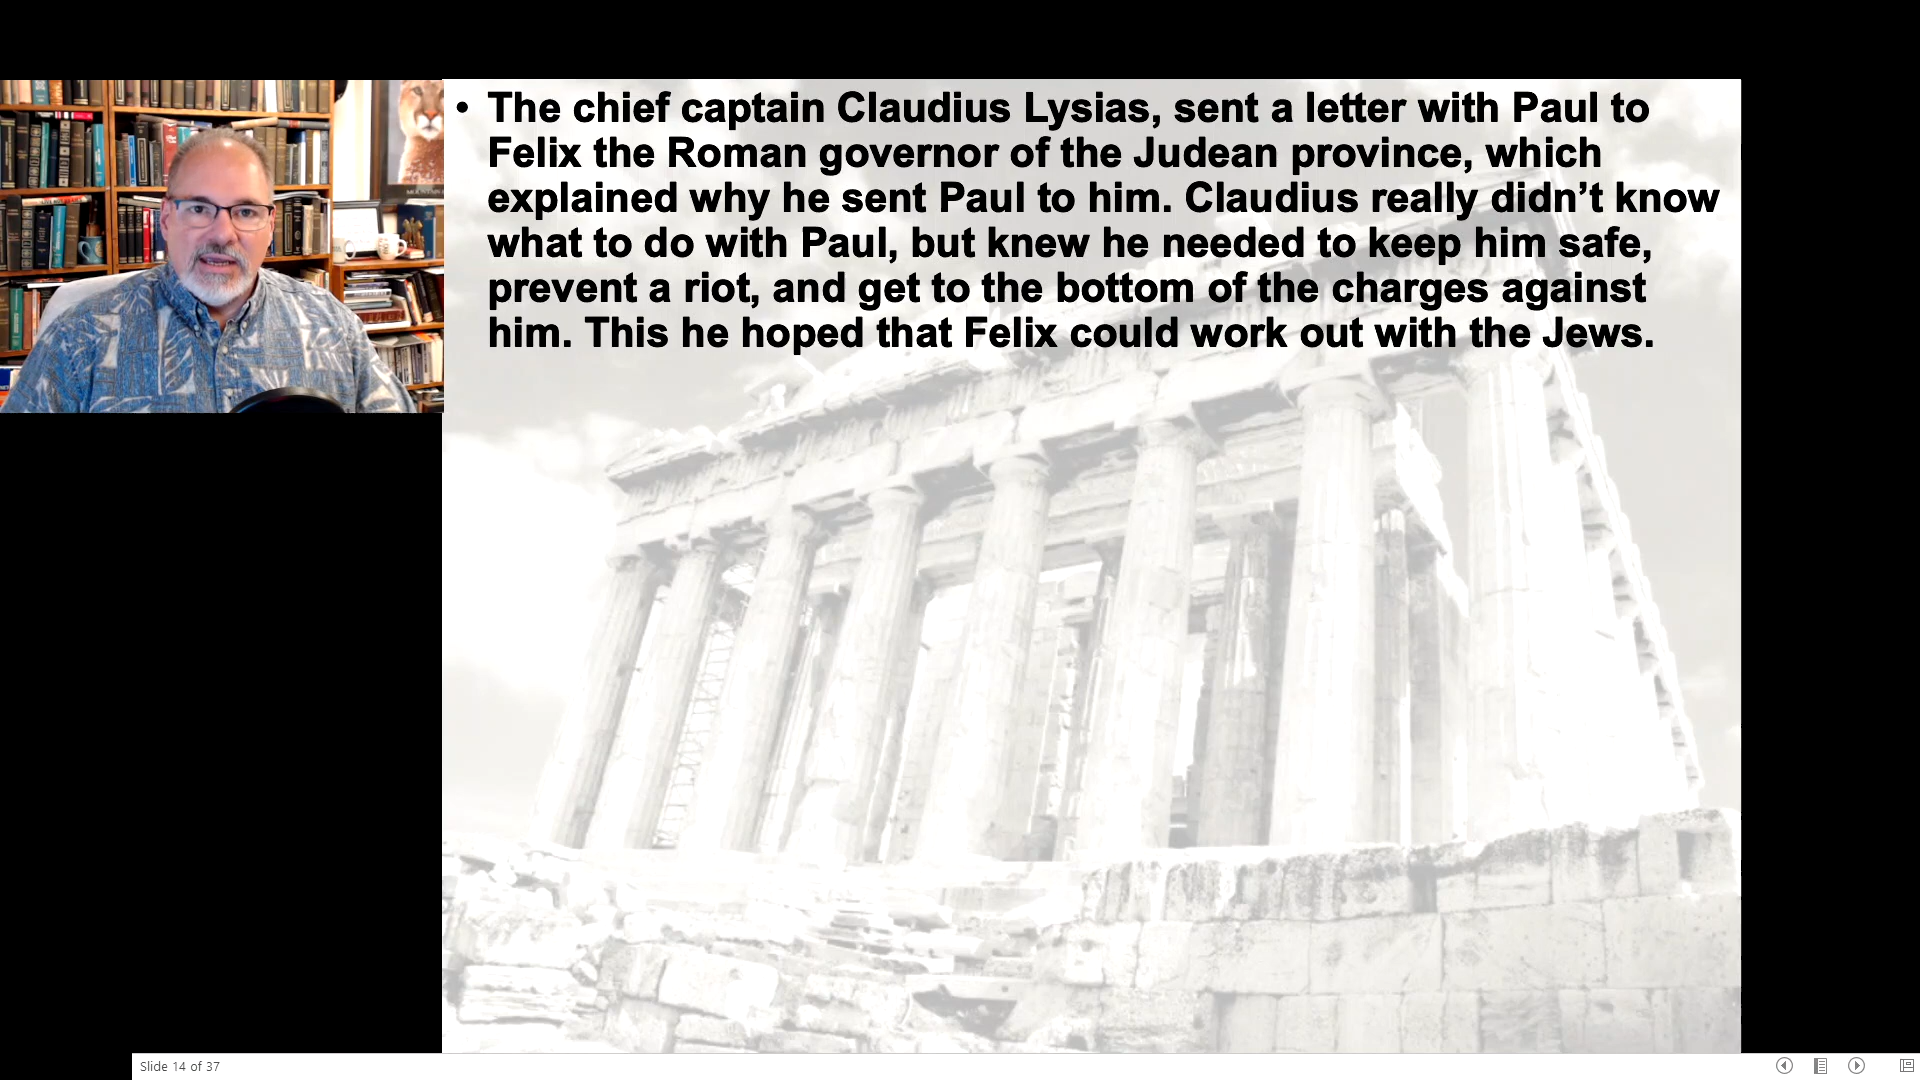 • The chief captain Claudius Lysias, sent a letter with Paul to
Felix the Roman governor of the Judean province, which
explained why he sent Paul to him. Claudius really didn’t know
what to do with Paul, but knew he needed to keep him safe,
prevent a riot, and get to the bottom of the charges against
him. This he hoped that Felix could work out with the Jews.
Slide 14 of 37